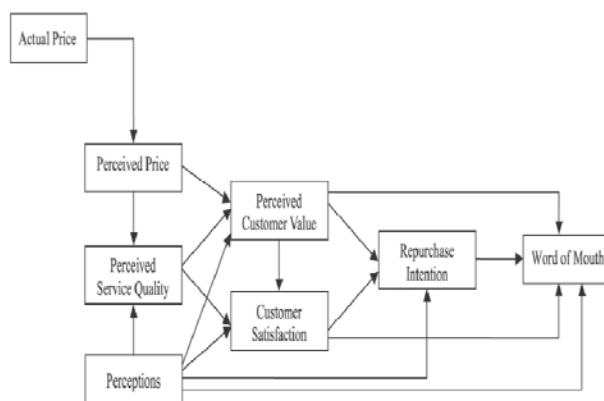 Actual Price
Perceived Price
Perceived
Customer Value
Repurchase
Intention
Word of Mouth
Perceived
Service Quality
Customer
Satisfaction
Perceptions